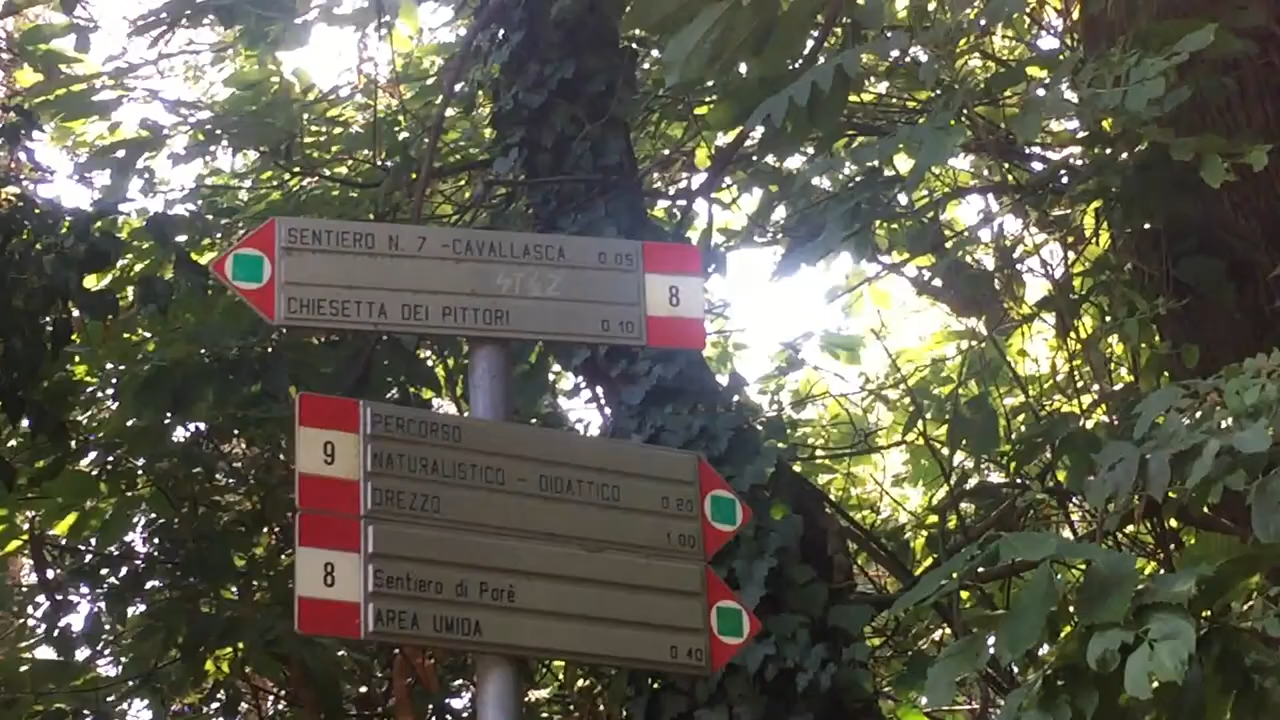 SENTIERO N. 7 - CAVALLASCA 0.05
CHIESETTA DEI PITTORI 0.10
8
9
PERCORSO
NATURALISTICO - DIDATTICO 0.20
DREZZO 1.00
8
Sentiero di Parè
AREA UMIDA 0.40